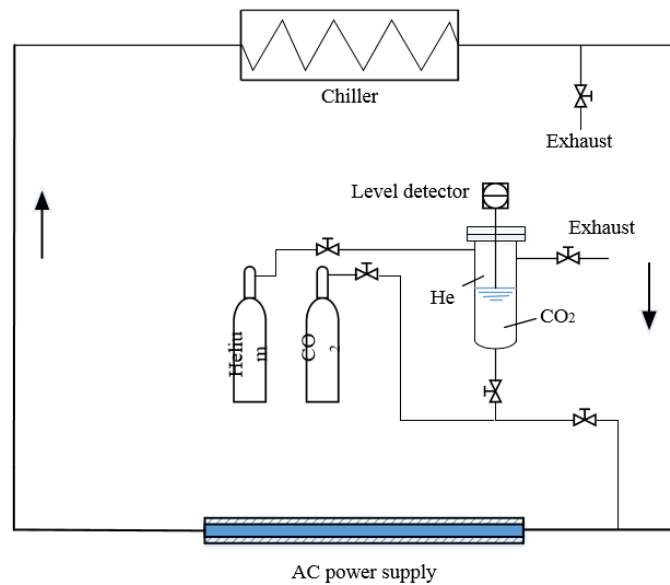 Chiller
Exhaust
Level detector
Exhaust
He
CO2
Heliu
m
CO
2
AC power supply